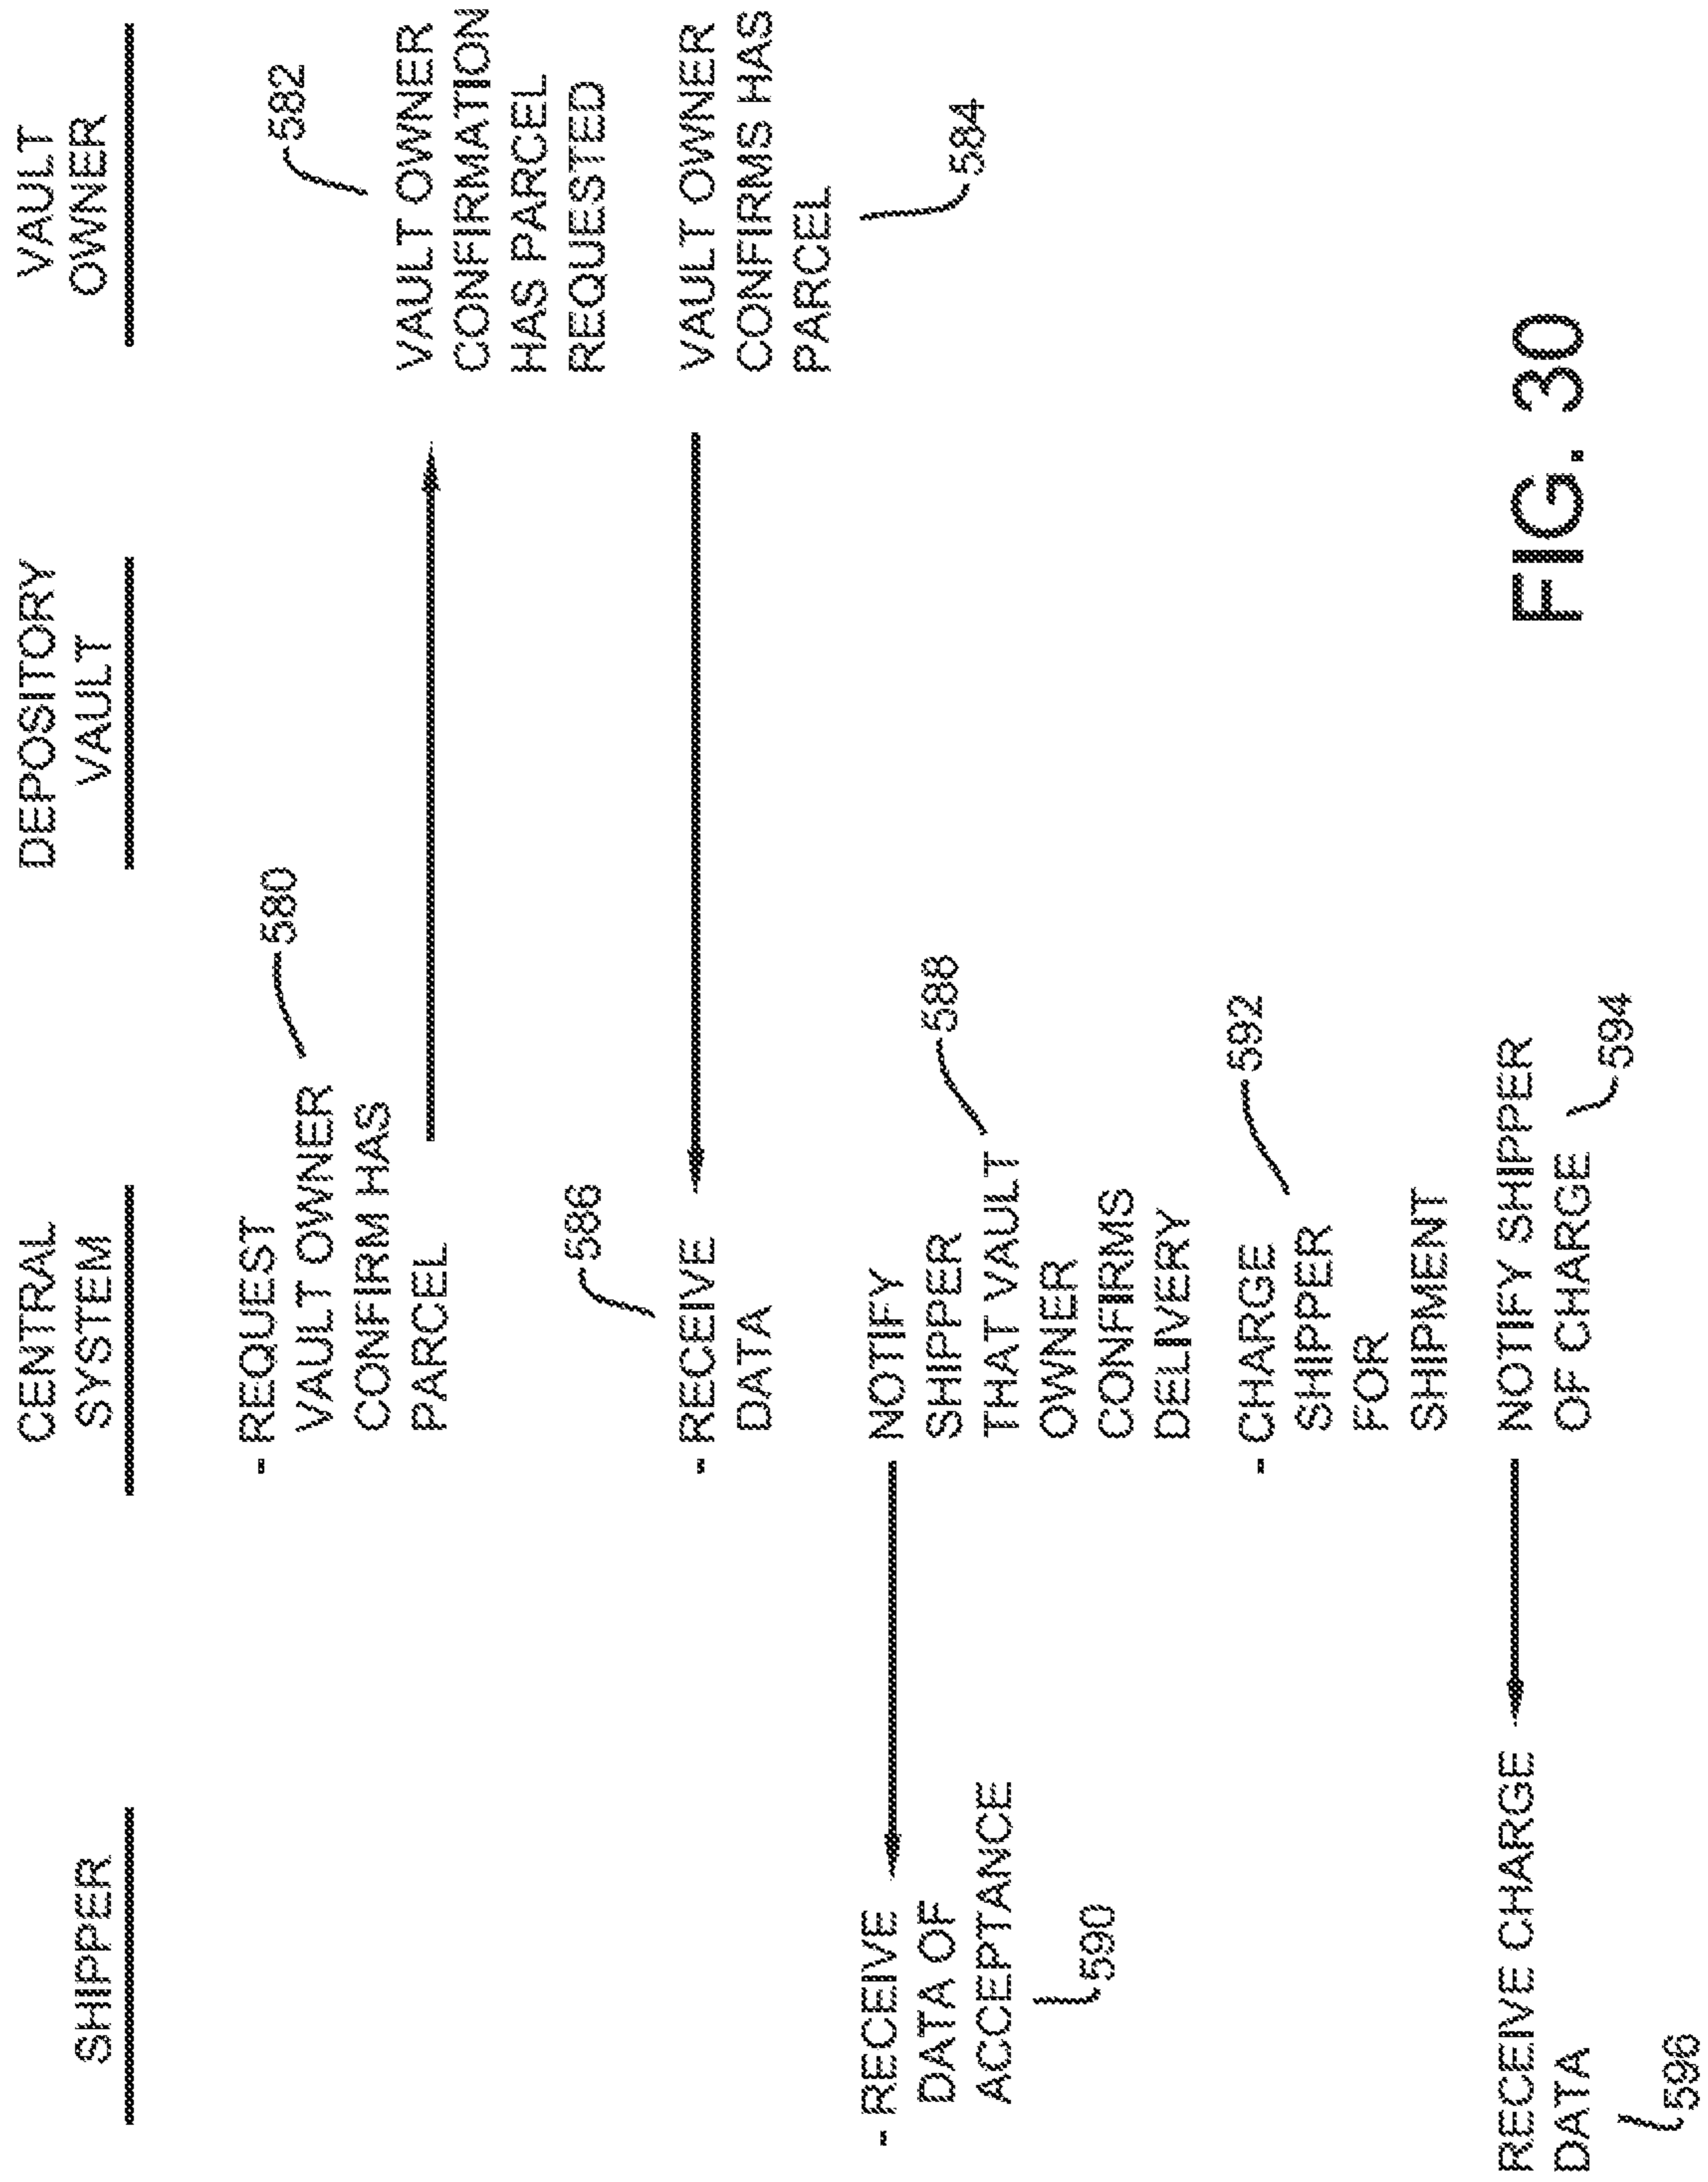 SHIPPER
CENTRAL
SYSTEM
DEPOSITORY
VAULT
VAULT
OWNER
- REQUEST
VAULT OWNER
CONFIRM HAS
PARCEL
580
582
VAULT OWNER
CONFIRMATION
HAS PARCEL
REQUESTED
586
- RECEIVE
DATA
VAULT OWNER
CONFIRMS HAS
PARCEL
584
- RECEIVE
DATA OF
ACCEPTANCE
590
NOTIFY
SHIPPER
THAT VAULT
OWNER
CONFIRMS
DELIVERY
588
- CHARGE
SHIPPER
FOR
SHIPMENT
592
RECEIVE CHARGE
DATA
596
NOTIFY SHIPPER
OF CHARGE
594
FIG. 30